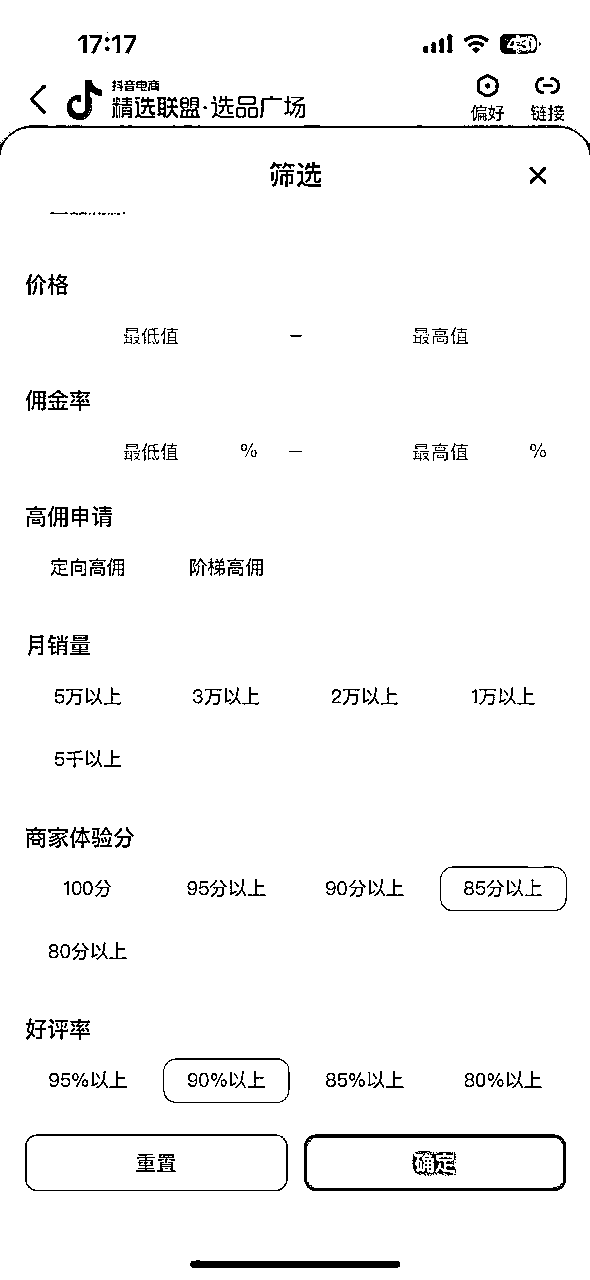 17:17
抖音电商
精选联盟·选品广场
偏好
链接
筛选
价格
最低值 – 最高值
佣金率
最低值 % – 最高值 %
高佣申请
定向高佣 阶梯高佣
月销量
5万以上 3万以上 2万以上 1万以上
5千以上
商家体验分
100分 95分以上 90分以上 85分以上
80分以上
好评率
95%以上 90%以上 85%以上 80%以上
重置 确定